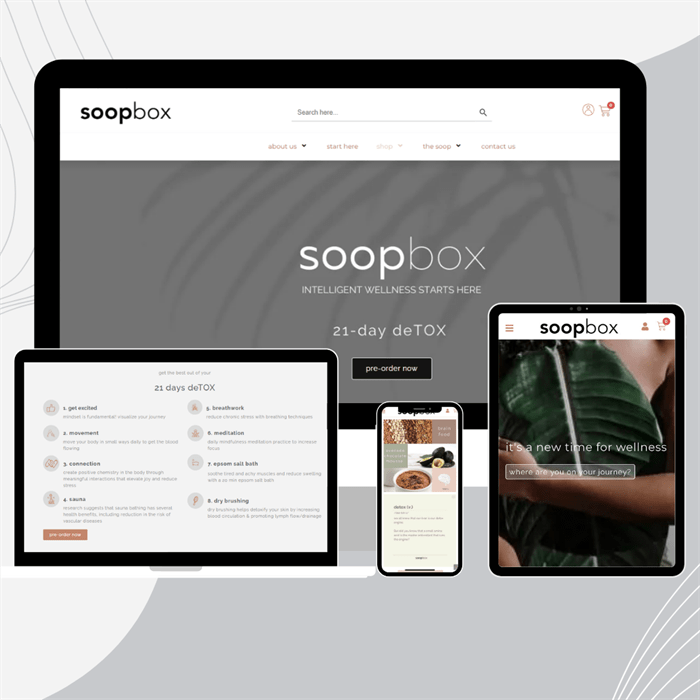 soopbox
Search here...
0
about us
start here
shop
the soop
contact us
soopbox
INTELLIGENT WELLNESS STARTS HERE
21-day deTOX
pre-order now
get the best out of your
21 days deTOX
1. get excited
mindset is fundamental! visualize your journey
2. movement
move your body in small ways daily to get the blood
flowing
3. connection
create positive chemistry in the body through
meaningful interactions that elevate joy and reduce
stress
4. sauna
research suggests that sauna bathing has several
health benefits, including reduction in the risk of
vascular diseases
pre-order now
5. breathwork
reduce chronic stress with breathing techniques
6. meditation
daily mindfulness meditation practice to increase
focus
7. epsom salt bath
soothe tired and achy muscles and reduce swelling
with a 20 min epsom salt bath
8. dry brushing
dry brushing helps detoxify your skin by increasing
blood circulation & promoting lymph flow/drainage
soopbox
soopbox
0
it's a new time for wellness
where are you on your journey?